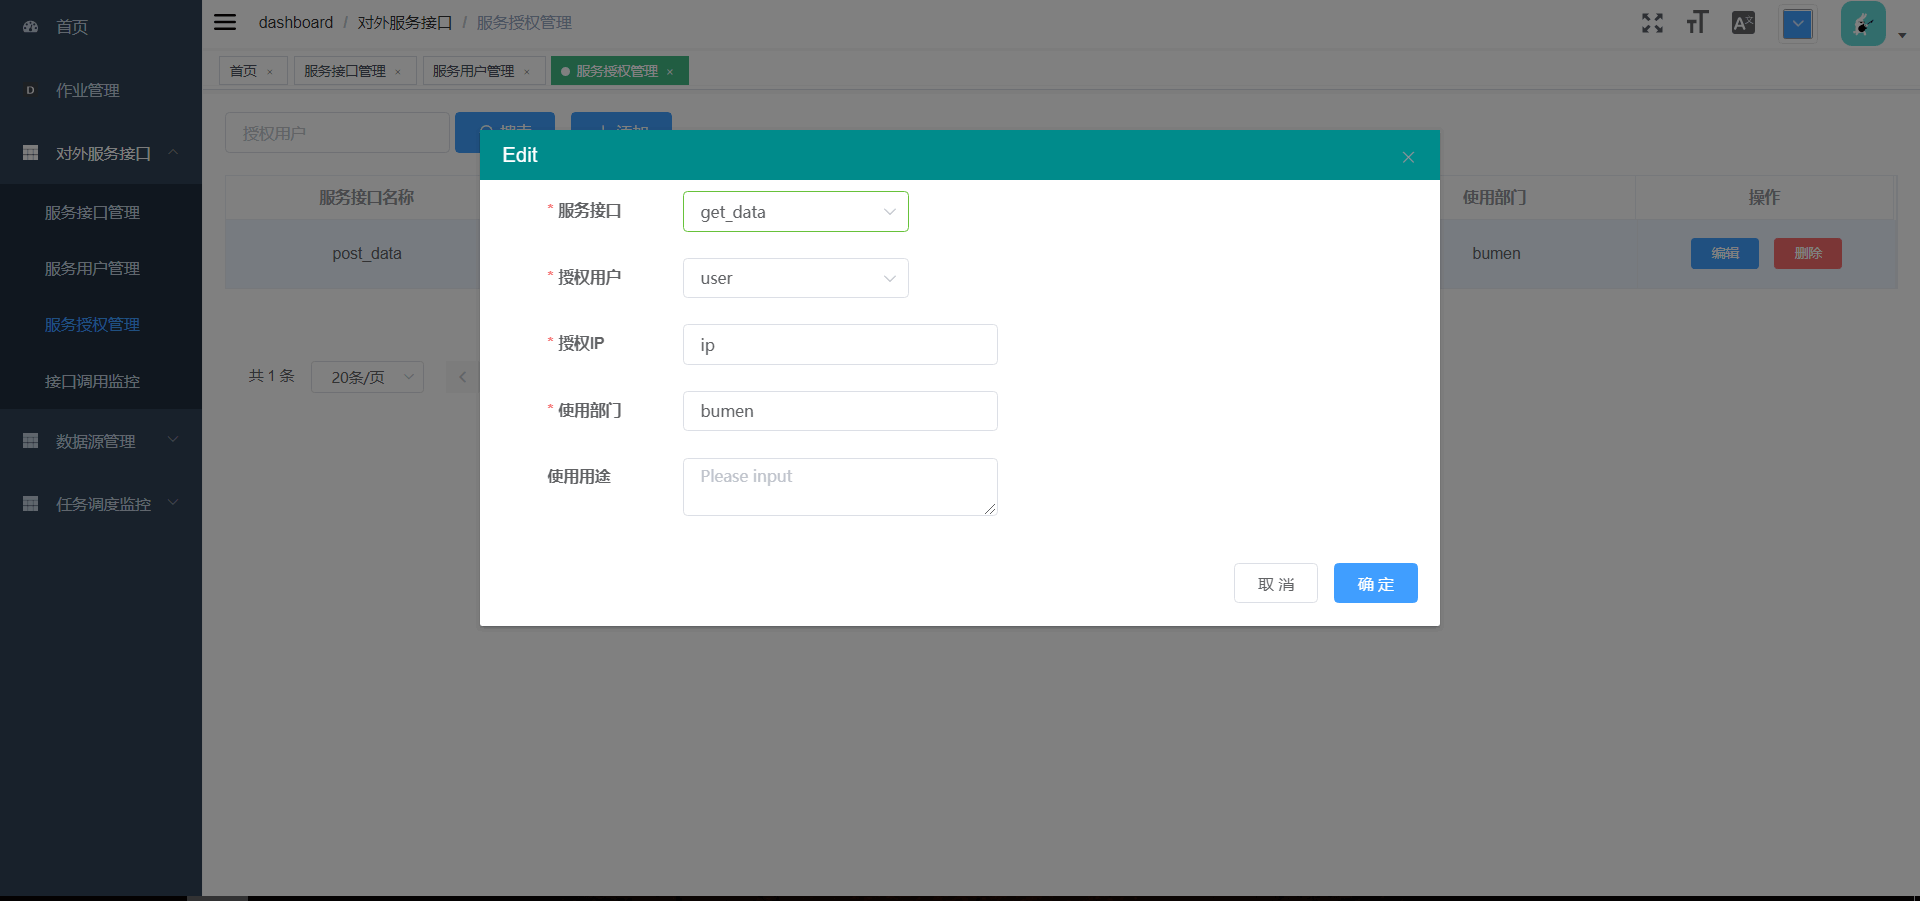 首页
dashboard / 对外服务接口 / 服务授权管理
首页 × 服务接口管理 × 服务用户管理 × 服务授权管理 ×
D 作业管理
对外服务接口
服务接口管理
服务用户管理
服务授权管理
接口调用监控
数据源管理
任务调度监控
授权用户 搜索 添加
服务接口名称 使用部门 操作
post_data bumen 编辑 删除
共 1 条 20条/页
Edit
* 服务接口 get_data
* 授权用户 user
* 授权IP ip
* 使用部门 bumen
使用用途 Please input
取 消 确 定